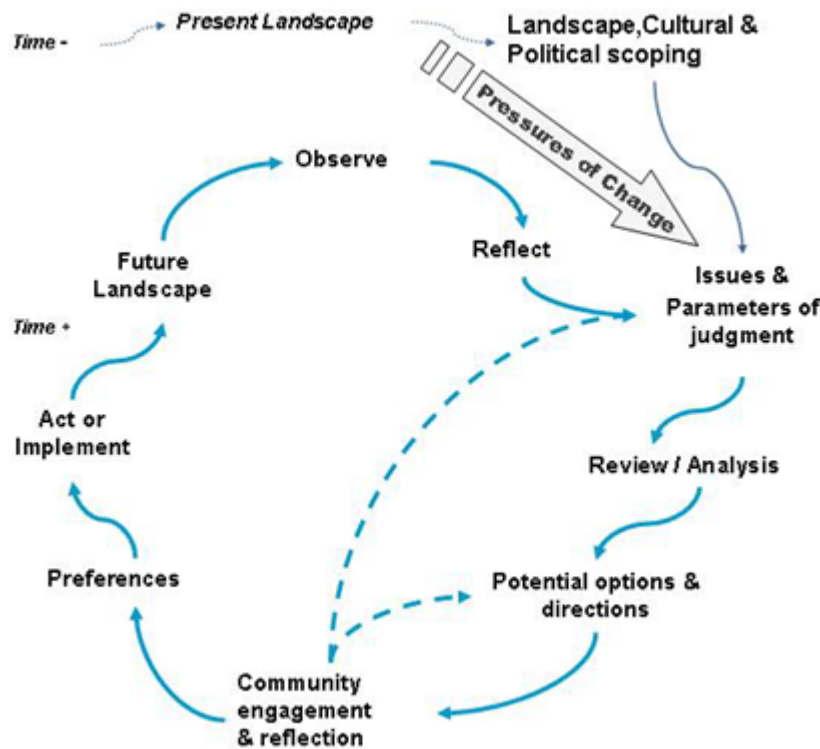 Time -
Present Landscape
Landscape,Cultural &
Political scoping
Pressures of Change
Observe
Reflect
Future
Landscape
Issues &
Parameters of
judgment
Time +
Act or
Implement
Review / Analysis
Preferences
Potential options &
directions
Community
engagement
& reflection